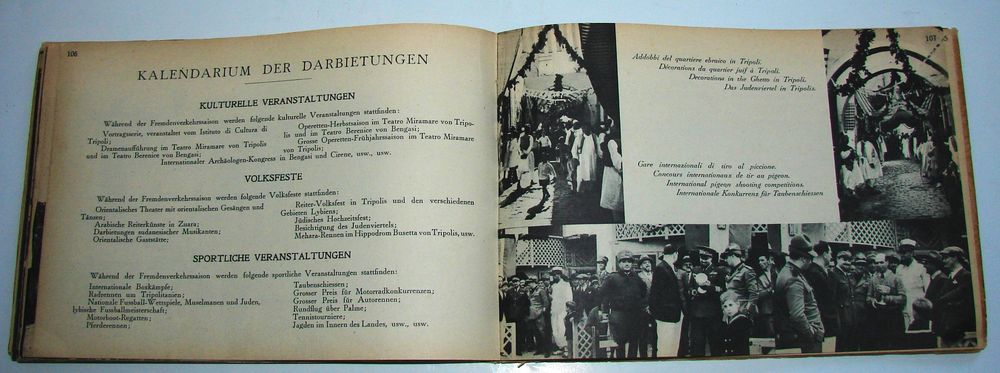 106
KALENDARIUM DER DARBIETUNGEN
KULTURELLE VERANSTALTUNGEN
Während der Fremdenverkehrssaison werden folgende kulturelle Veranstaltungen stattfinden:
Vortragsserie, veranstaltet vom Istituto di Cultura di
Tripoli;
Dramenaufführung im Teatro Miramare von Tripolis
und im Teatro Berenice von Bengasi;
Operetten-Herbstsaison im Teatro Miramare von Tripo-
lis und im Teatro Berenice von Bengasi;
Grosse Operetten-Frühjahrssaison im Teatro Miramare
von Tripolis;
Internationaler Archäologen-Kongress in Bengasi und Cirene, usw., usw.
VOLKSFESTE
Während der Fremdenverkehrssaison werden folgende Volksfeste stattfinden:
Orientalisches Theater mit orientalischen Gesängen und
Tänzen;
Arabische Reiterkünste in Zuara;
Darbietungen sudanesischer Musikanten;
Orientalische Gaststätte;
Reiter-Volksfest in Tripolis und den verschiedenen
Gebieten Lybiens;
Jüdisches Hochzeitsfest;
Besichtigung des Judenviertels;
Mehara-Rennen im Hippodrom Busetta von Tripolis, usw.
SPORTLICHE VERANSTALTUNGEN
Während der Fremdenverkehrssaison werden folgende sportliche Veranstaltungen stattfinden:
Internationale Boxkämpfe;
Radrennen um Tripolitanien;
Nationale Fussball-Wettspiele, Muselmanen und Juden,
lybische Fussballmeisterschaft;
Motorboot-Regatten;
Pferderennen;
Taubenschiessen;
Grosser Preis für Motorradkonkurrenzen;
Grosser Preis für Autorennen;
Rundflug über Palme;
Tennistourniere;
Jagden im Innern des Landes, usw., usw.
107
Addobbi del quartiere ebraico in Tripoli.
Décorations du quartier juif à Tripoli.
Decorations in the Ghetto in Tripoli.
Das Judenviertel in Tripolis.
Gare internazionali di tiro al piccione.
Concours internationaux de tir au pigeon.
International pigeon shooting competitions.
Internationale Konkurrenz für Taubenschiessen